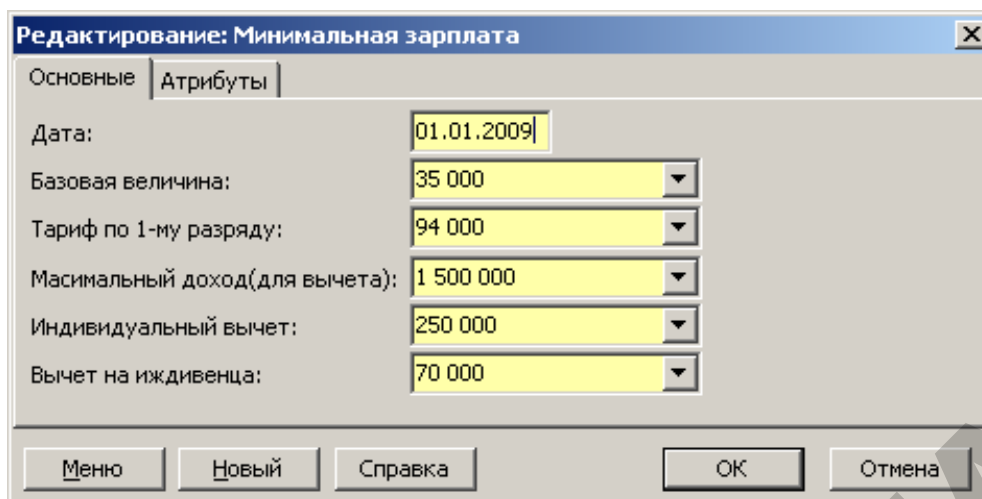 Редактирование: Минимальная зарплата
Основные Атрибуты
Дата: 01.01.2009
Базовая величина: 35 000
Тариф по 1-му разряду: 94 000
Масимальный доход(для вычета): 1 500 000
Индивидуальный вычет: 250 000
Вычет на иждивенца: 70 000
Меню Новый Справка ОК Отмена